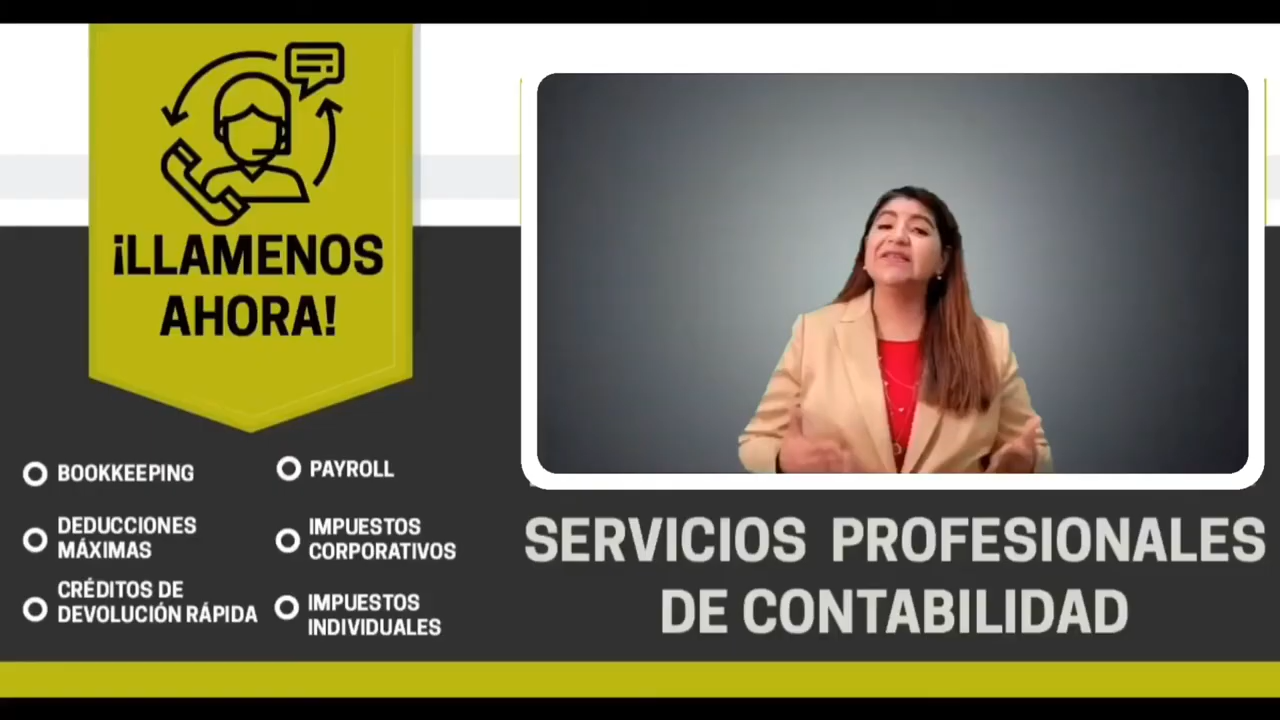 ¡LLAMENOS
AHORA!
BOOKKEEPING
DEDUCCIONES
MÁXIMAS
CRÉDITOS DE
DEVOLUCIÓN RÁPIDA
PAYROLL
IMPUESTOS
CORPORATIVOS
IMPUESTOS
INDIVIDUALES
SERVICIOS PROFESIONALES
DE CONTABILIDAD